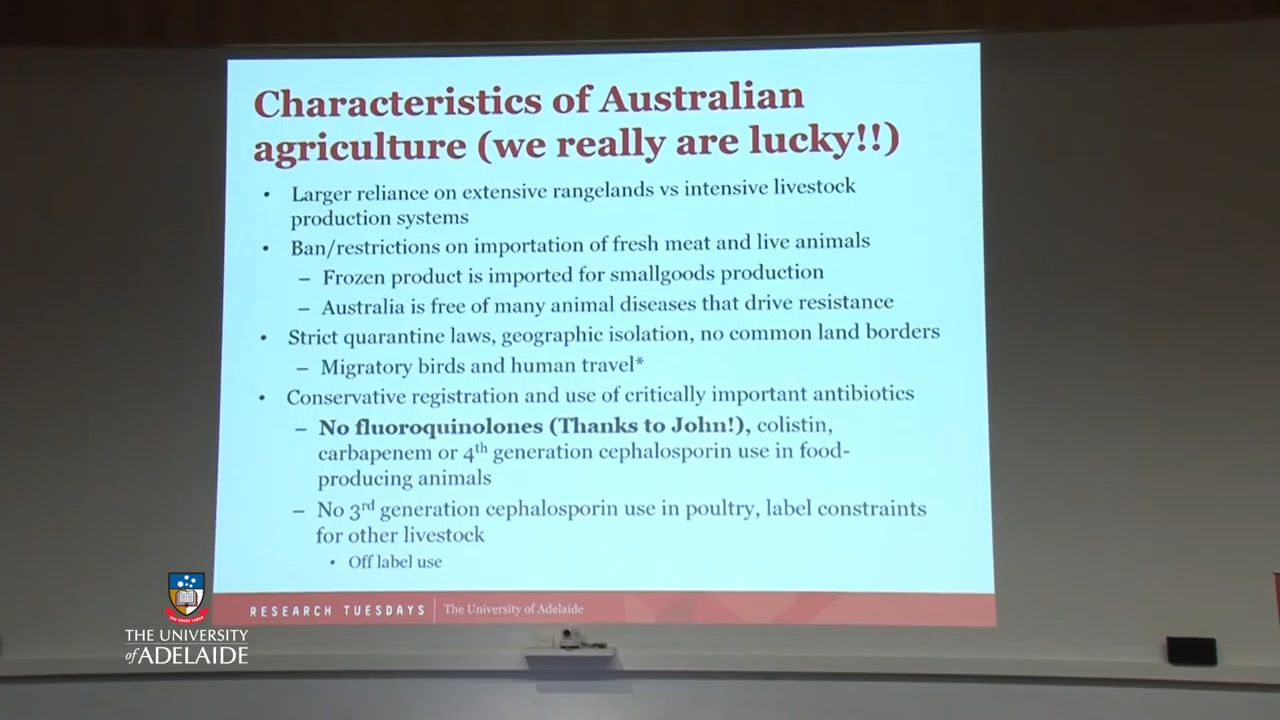 Characteristics of Australian
agriculture (we really are lucky!!)
• Larger reliance on extensive rangelands vs intensive livestock
production systems
• Ban/restrictions on importation of fresh meat and live animals
– Frozen product is imported for smallgoods production
– Australia is free of many animal diseases that drive resistance
• Strict quarantine laws, geographic isolation, no common land borders
– Migratory birds and human travel*
• Conservative registration and use of critically important antibiotics
– No fluoroquinolones (Thanks to John!), colistin,
carbapenem or 4th generation cephalosporin use in food-
producing animals
– No 3rd generation cephalosporin use in poultry, label constraints
for other livestock
• Off label use
RESEARCH TUESDAYS | The University of Adelaide
THE UNIVERSITY
of ADELAIDE